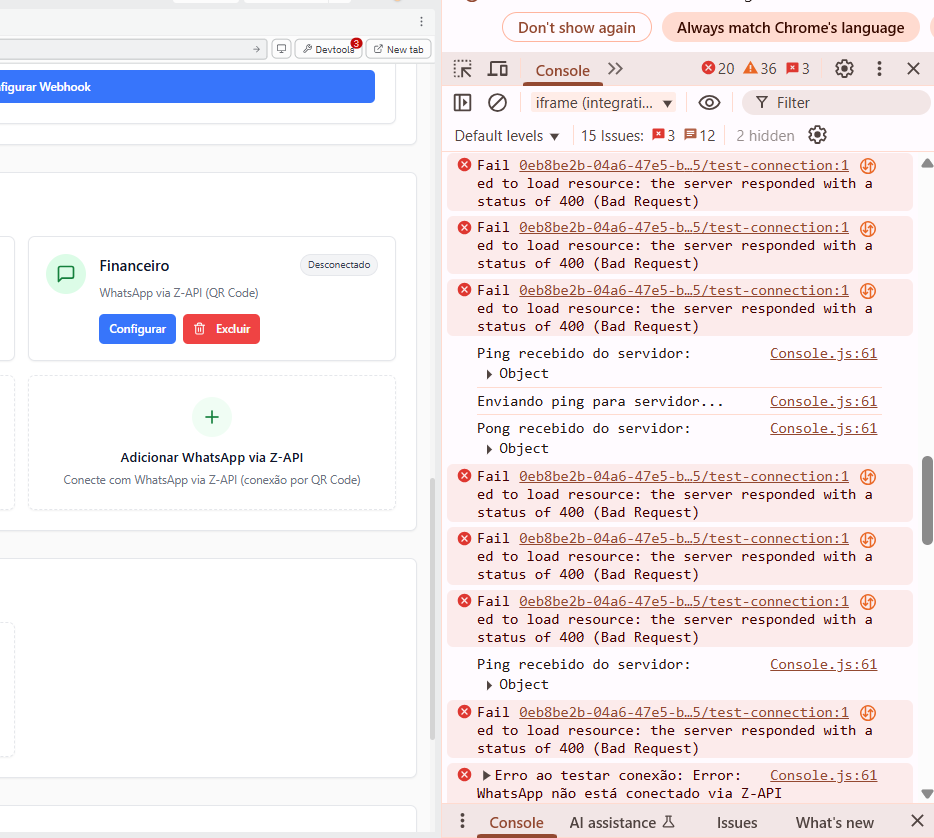 Don't show again
Always match Chrome's language
Devtools
3
New tab
Console
20
36
3
figurar Webhook
iframe (integrati...
Filter
Default levels
15 Issues:
3
12
2 hidden
Fail 0eb8be2b-04a6-47e5-b…5/test-connection:1
ed to load resource: the server responded with a
status of 400 (Bad Request)
Fail 0eb8be2b-04a6-47e5-b…5/test-connection:1
ed to load resource: the server responded with a
status of 400 (Bad Request)
Fail 0eb8be2b-04a6-47e5-b…5/test-connection:1
ed to load resource: the server responded with a
status of 400 (Bad Request)
Financeiro
Desconectado
WhatsApp via Z-API (QR Code)
Configurar
Excluir
Ping recebido do servidor: Console.js:61
Object
Enviando ping para servidor... Console.js:61
Pong recebido do servidor: Console.js:61
Object
Adicionar WhatsApp via Z-API
Conecte com WhatsApp via Z-API (conexão por QR Code)
Fail 0eb8be2b-04a6-47e5-b…5/test-connection:1
ed to load resource: the server responded with a
status of 400 (Bad Request)
Fail 0eb8be2b-04a6-47e5-b…5/test-connection:1
ed to load resource: the server responded with a
status of 400 (Bad Request)
Fail 0eb8be2b-04a6-47e5-b…5/test-connection:1
ed to load resource: the server responded with a
status of 400 (Bad Request)
Ping recebido do servidor: Console.js:61
Object
Fail 0eb8be2b-04a6-47e5-b…5/test-connection:1
ed to load resource: the server responded with a
status of 400 (Bad Request)
Erro ao testar conexão: Error: Console.js:61
WhatsApp não está conectado via Z-API
Console
AI assistance
Issues
What's new